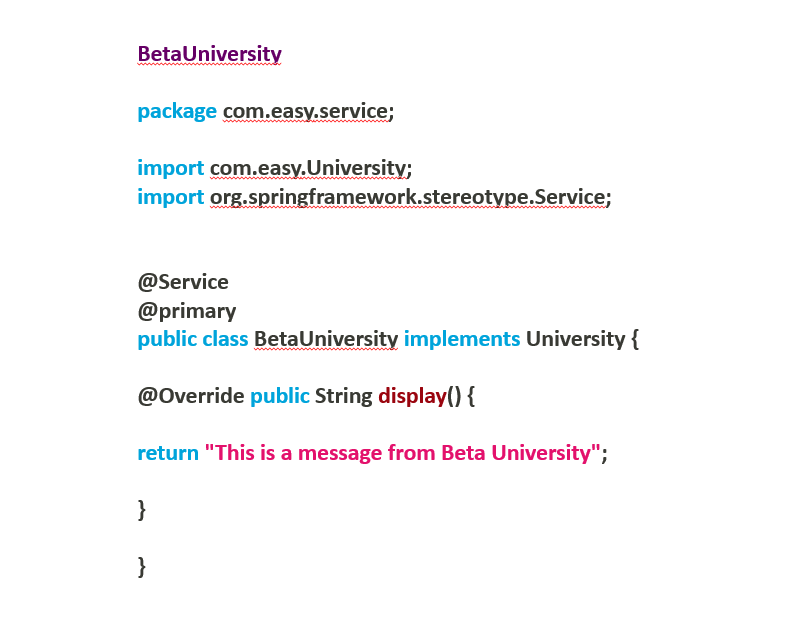 BetaUniversity
package com.easy.service;
import com.easy.University;
import org.springframework.stereotype.Service;
@Service
@primary
public class BetaUniversity implements University {
@Override public String display() {
return "This is a message from Beta University";
}
}